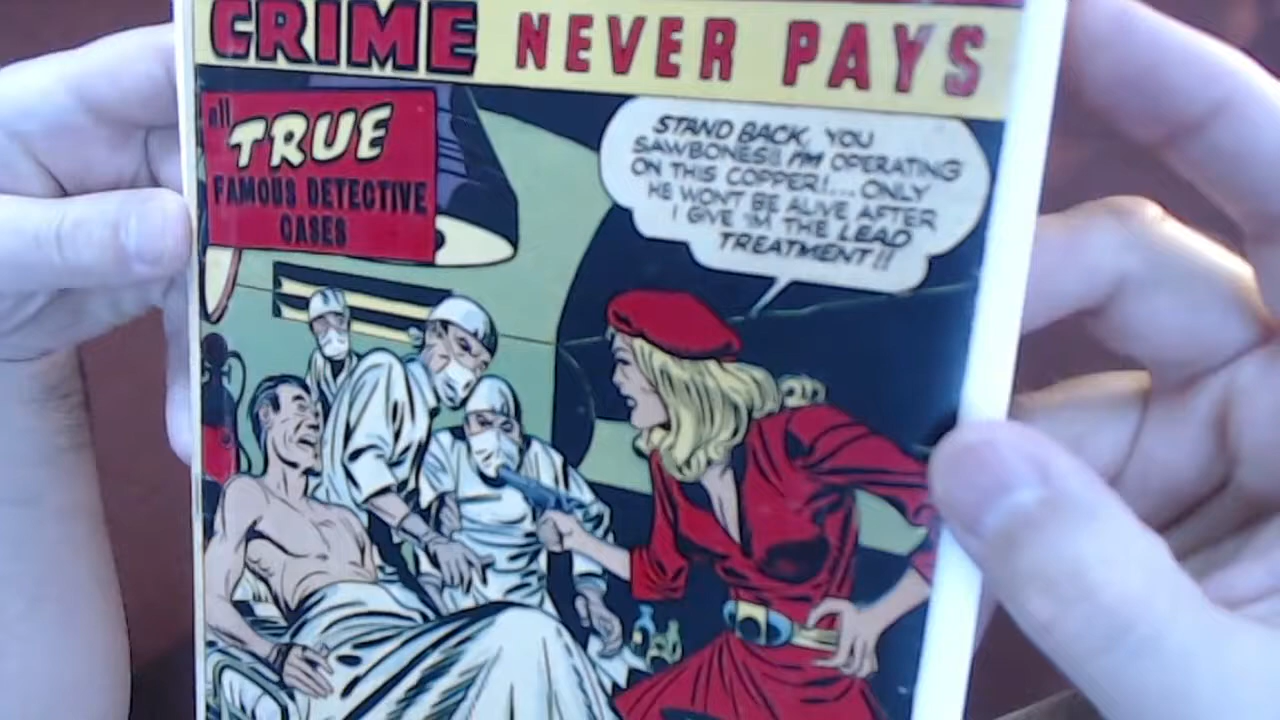 CRIME NEVER PAYS
all
TRUE
FAMOUS DETECTIVE
CASES
STAND BACK, YOU
SAWBONES!! I'M OPERATING
ON THIS COPPER!... ONLY
HE WON'T BE ALIVE AFTER
I GIVE 'IM THE LEAD
TREATMENT!!